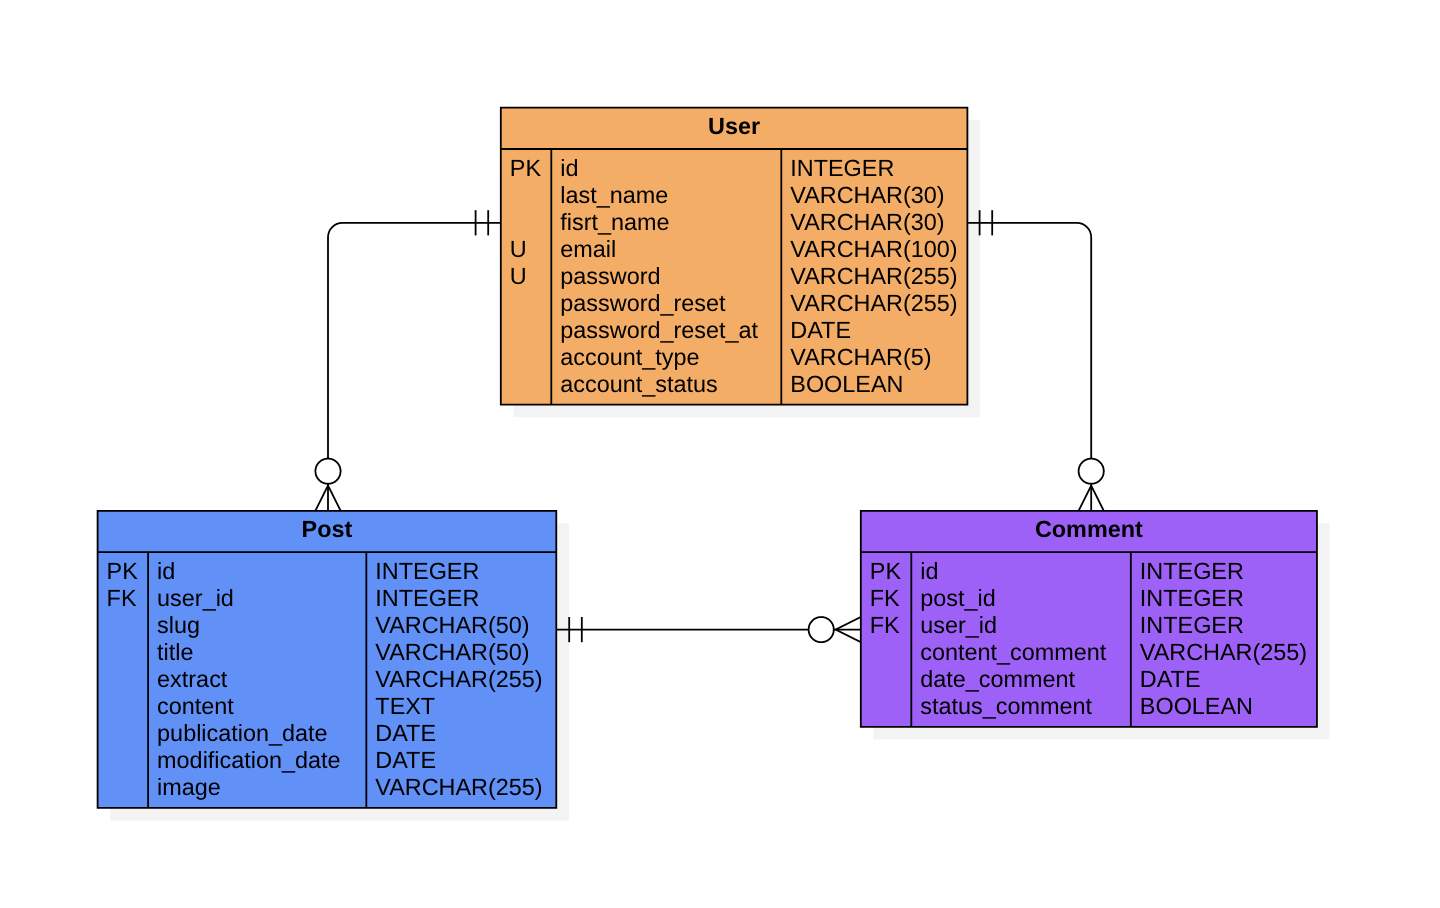 User
PK id INTEGER
last_name VARCHAR(30)
fisrt_name VARCHAR(30)
U email VARCHAR(100)
U password VARCHAR(255)
password_reset VARCHAR(255)
password_reset_at DATE
account_type VARCHAR(5)
account_status BOOLEAN
Post
PK id INTEGER
FK user_id INTEGER
slug VARCHAR(50)
title VARCHAR(50)
extract VARCHAR(255)
content TEXT
publication_date DATE
modification_date DATE
image VARCHAR(255)
Comment
PK id INTEGER
FK post_id INTEGER
FK user_id INTEGER
content_comment VARCHAR(255)
date_comment DATE
status_comment BOOLEAN